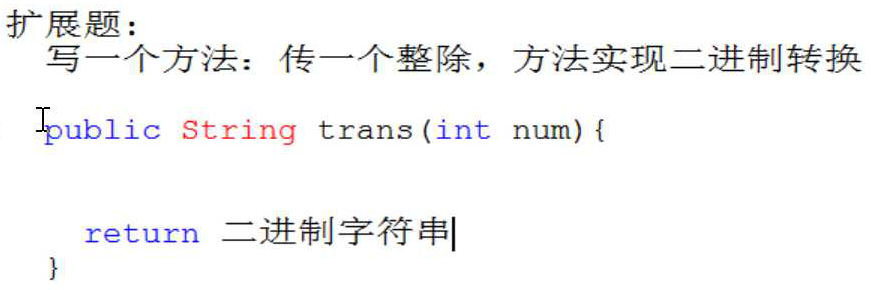 扩展题：
写一个方法：传一个整除，方法实现二进制转换
public String trans(int num){
return 二进制字符串
}